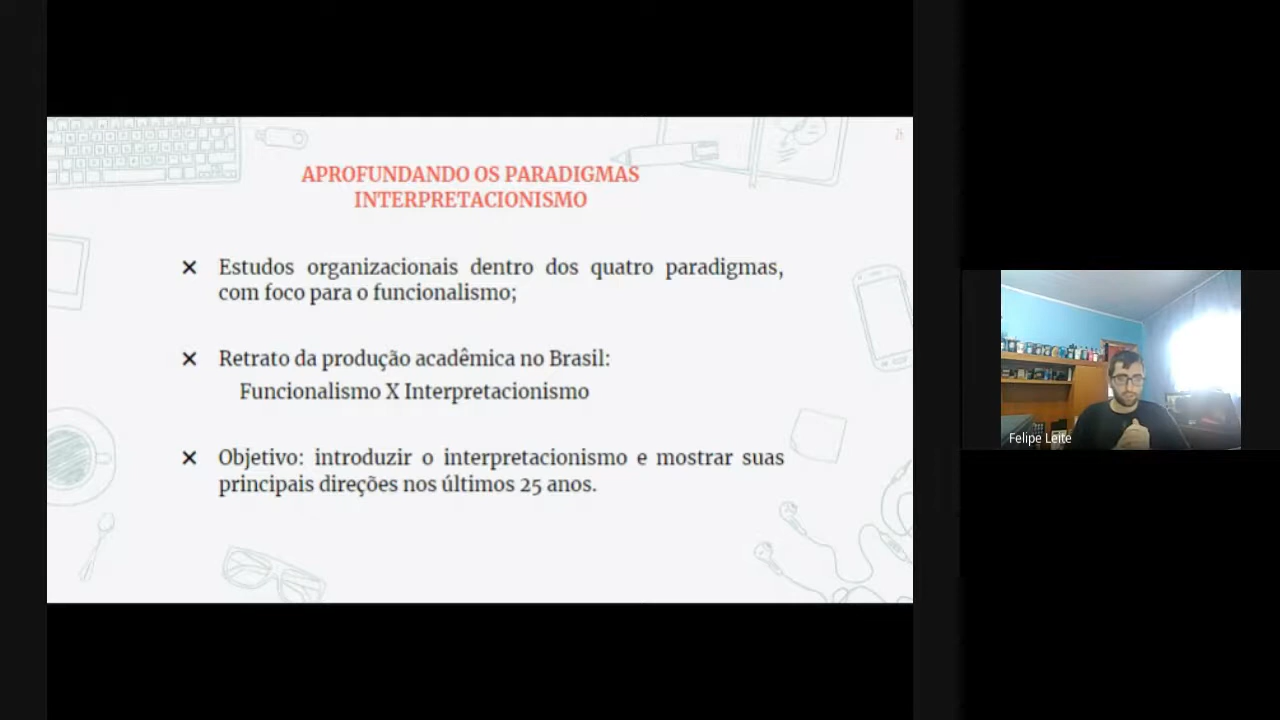 APROFUNDANDO OS PARADIGMAS
INTERPRETACIONISMO
× Estudos organizacionais dentro dos quatro paradigmas,
com foco para o funcionalismo;
× Retrato da produção acadêmica no Brasil:
Funcionalismo X Interpretacionismo
× Objetivo: introduzir o interpretacionismo e mostrar suas
principais direções nos últimos 25 anos.
Felipe Leite